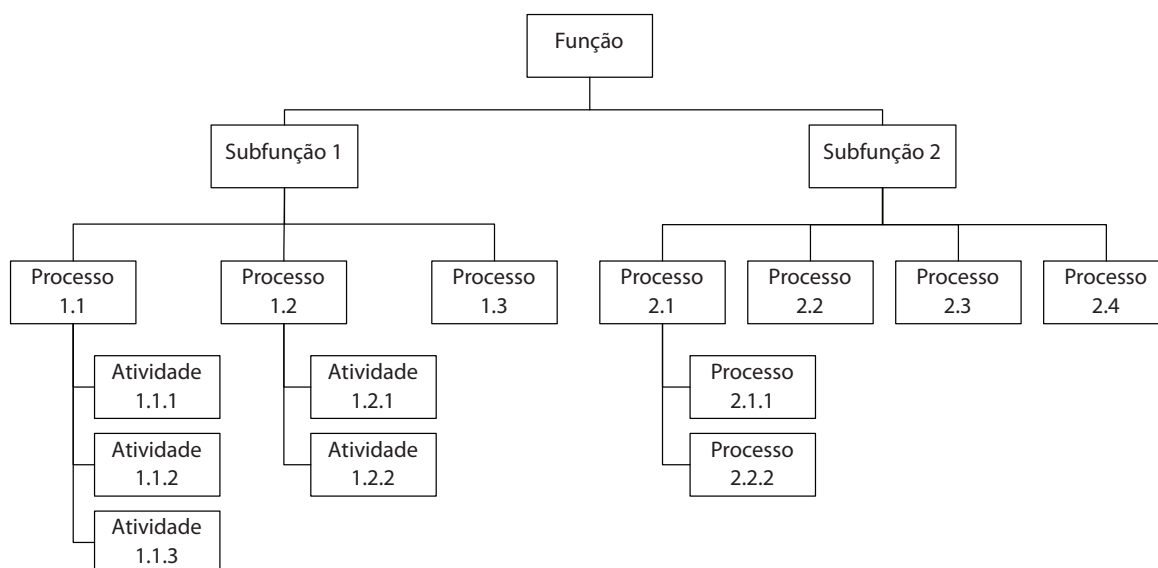 Função
Subfunção 1
Subfunção 2
Processo
1.1
Processo
1.2
Processo
1.3
Processo
2.1
Processo
2.2
Processo
2.3
Processo
2.4
Atividade
1.1.1
Atividade
1.2.1
Processo
2.1.1
Atividade
1.1.2
Atividade
1.2.2
Processo
2.2.2
Atividade
1.1.3